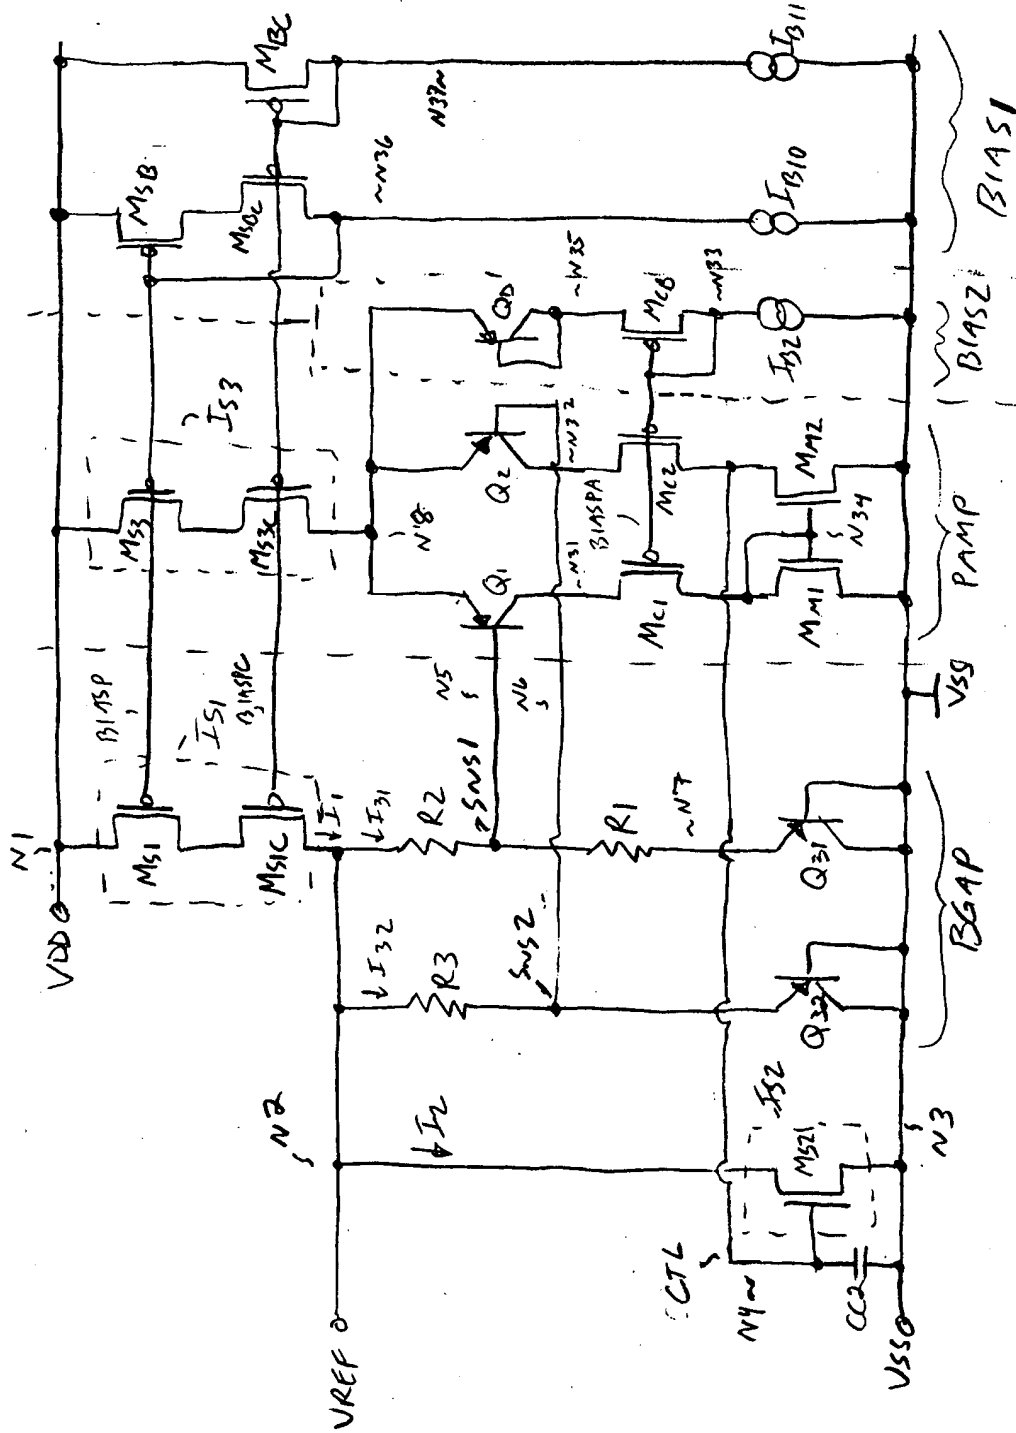 N1
VDD
BIASP
MS1
IS1
BIASPC
MS1C
I1
I31
R2
SNS1
R1
~N7
Q31
N2
I2
I32
R3
SNS2
Q32
BGAP
VREF
CTL
N4~
CC2
MS21
IS2
N3
VSS
VSS
MS3
IS3
MS3C
N18
N5
N6
Q1
Q2
~N31
~N32
BIASPA
MC1
MC2
MM1
MM2
N34
PAMP
QD1
~N35
MCB
~N33
IB2
BIAS2
MSB
MSBC
~N36
IB10
MBC
N37~
IB11
BIAS1